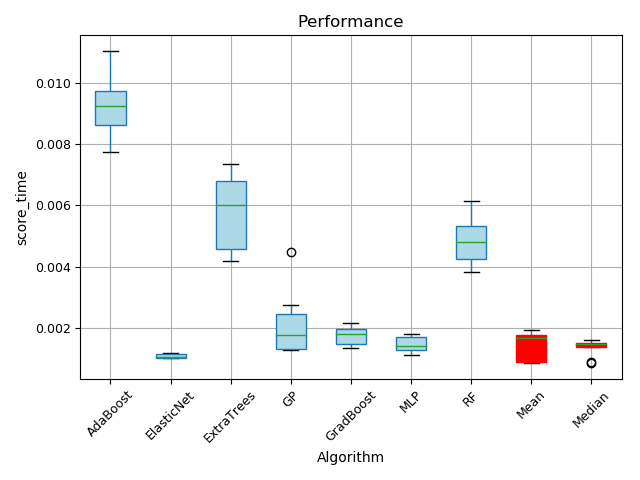 Performance
score_time
0.010
0.008
0.006
0.004
0.002
AdaBoost
ElasticNet
ExtraTrees
GP
GradBoost
MLP
RF
Mean
Median
Algorithm